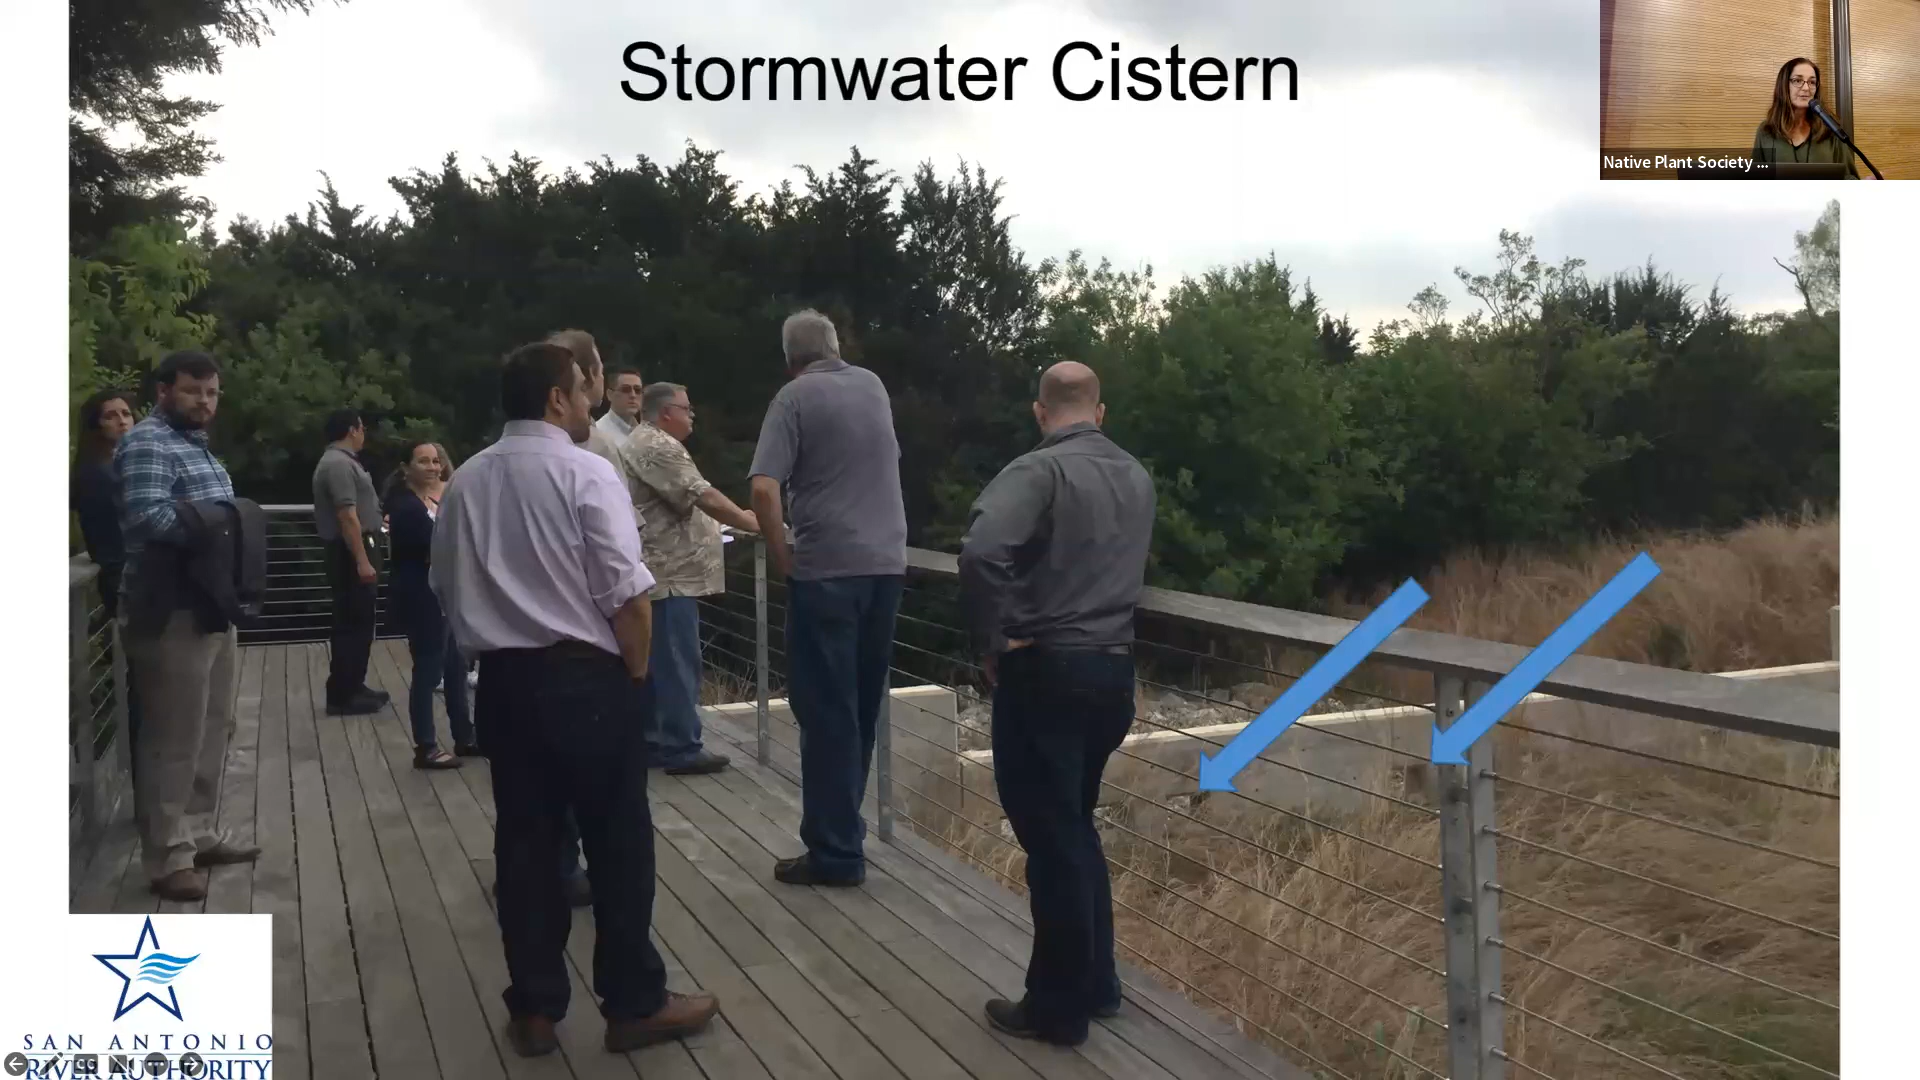 Stormwater Cistern
Native Plant Society ...
SAN ANTONIO
RIVER AUTHORITY